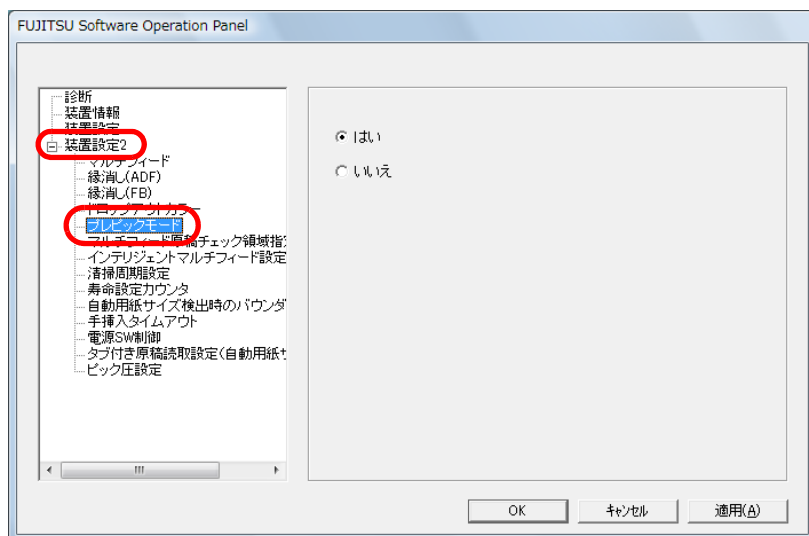 FUJITSU Software Operation Panel
診断
装置情報
装置設定
装置設定2
マルチフィード
縁消し(ADF)
縁消し(FB)
ドロップアウトカラー
プレピックモード
マルチフィード原稿チェック領域指
インテリジェントマルチフィード設定
清掃周期設定
寿命設定カウンタ
自動用紙サイズ検出時のバウンダ
手挿入タイムアウト
電源SW制御
タブ付き原稿読取設定(自動用紙サ
ピック圧設定
はい
いいえ
OK
キャンセル
適用(A)